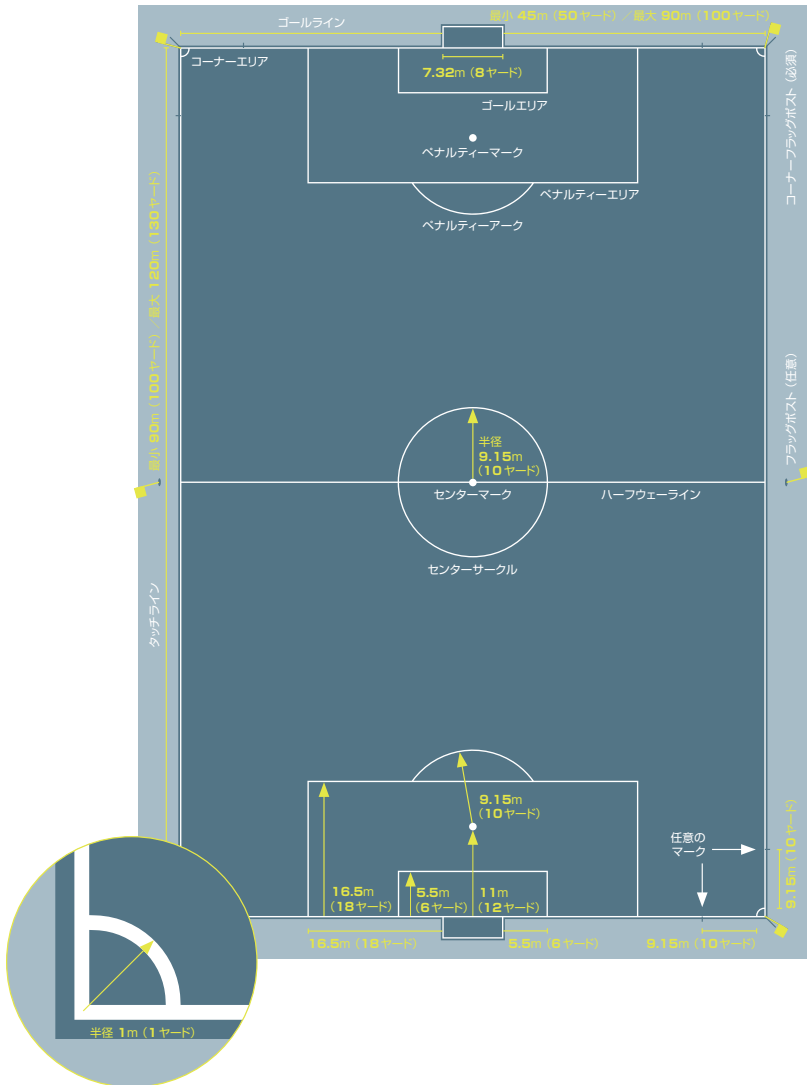 ゴールライン
最小 45m（50ヤード）／最大 90m（100ヤード）
コーナーエリア
7.32m（8ヤード）
ゴールエリア
ペナルティーマーク
ペナルティーエリア
ペナルティーアーク
コーナーフラッグポスト（必須）
最小 90m（100ヤード）／最大 120m（130ヤード）
フラッグポスト（任意）
半径
9.15m
（10ヤード）
センターマーク
ハーフウェーライン
センターサークル
タッチライン
9.15m
（10ヤード）
任意の
マーク
9.15m（10ヤード）
16.5m
（18ヤード）
5.5m
（6ヤード）
11m
（12ヤード）
16.5m（18ヤード）
5.5m（6ヤード）
9.15m（10ヤード）
半径 1m（1ヤード）